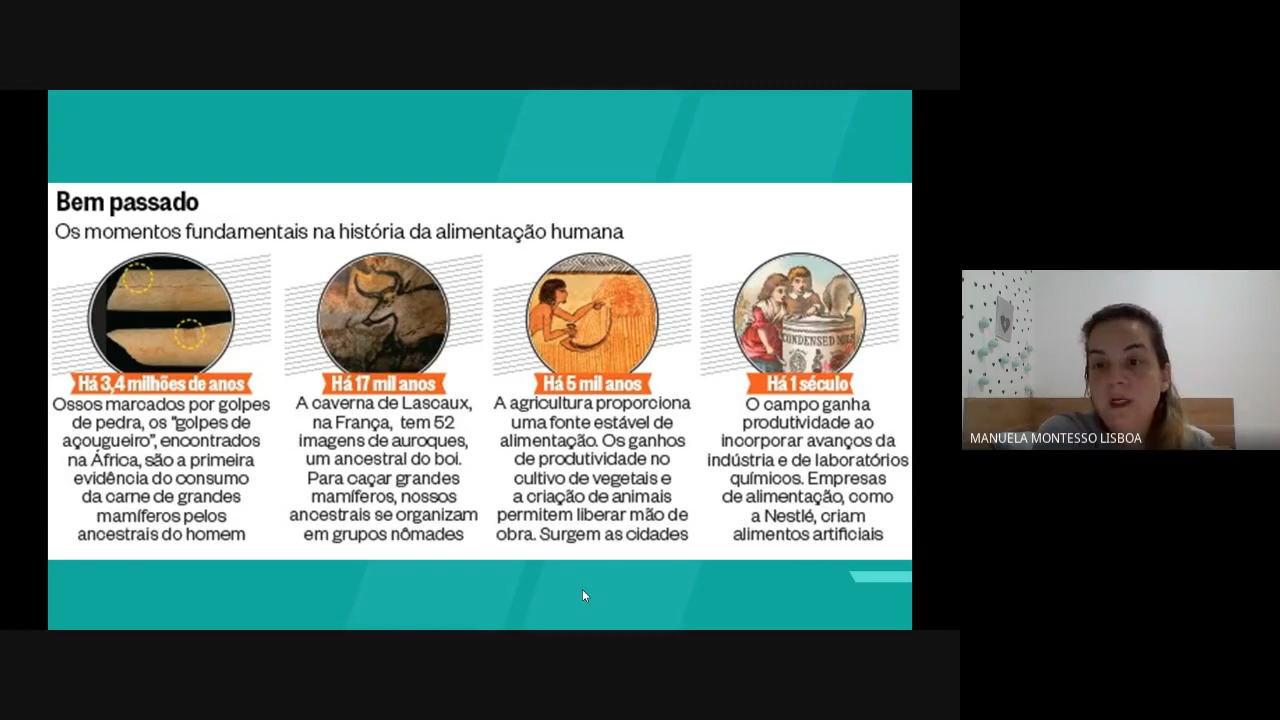 Bem passado
Os momentos fundamentais na história da alimentação humana
Há 3,4 milhões de anos
Ossos marcados por golpes
de pedra, os “golpes de
açougueiro”, encontrados
na África, são a primeira
evidência do consumo
da carne de grandes
mamíferos pelos
ancestrais do homem
Há 17 mil anos
A caverna de Lascaux,
na França, tem 52
imagens de auroques,
um ancestral do boi.
Para caçar grandes
mamíferos, nossos
ancestrais se organizam
em grupos nômades
Há 5 mil anos
A agricultura proporciona
uma fonte estável de
alimentação. Os ganhos
de produtividade no
cultivo de vegetais e
a criação de animais
permitem liberar mão de
obra. Surgem as cidades
CONDENSED
Há 1 século
O campo ganha
produtividade ao
incorporar avanços da
indústria e de laboratórios
químicos. Empresas
de alimentação, como
a Nestlé, criam
alimentos artificiais
MANUELA MONTESSO LISBOA